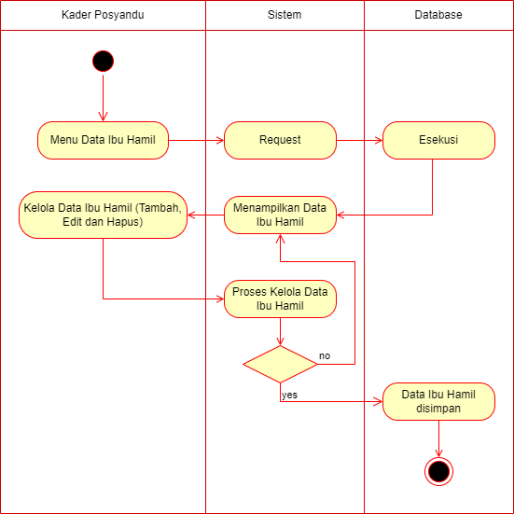 Kader Posyandu
Sistem
Database
Menu Data Ibu Hamil
Request
Esekusi
Kelola Data Ibu Hamil (Tambah,
Edit dan Hapus)
Menampilkan Data
Ibu Hamil
Proses Kelola Data
Ibu Hamil
no
yes
Data Ibu Hamil
disimpan